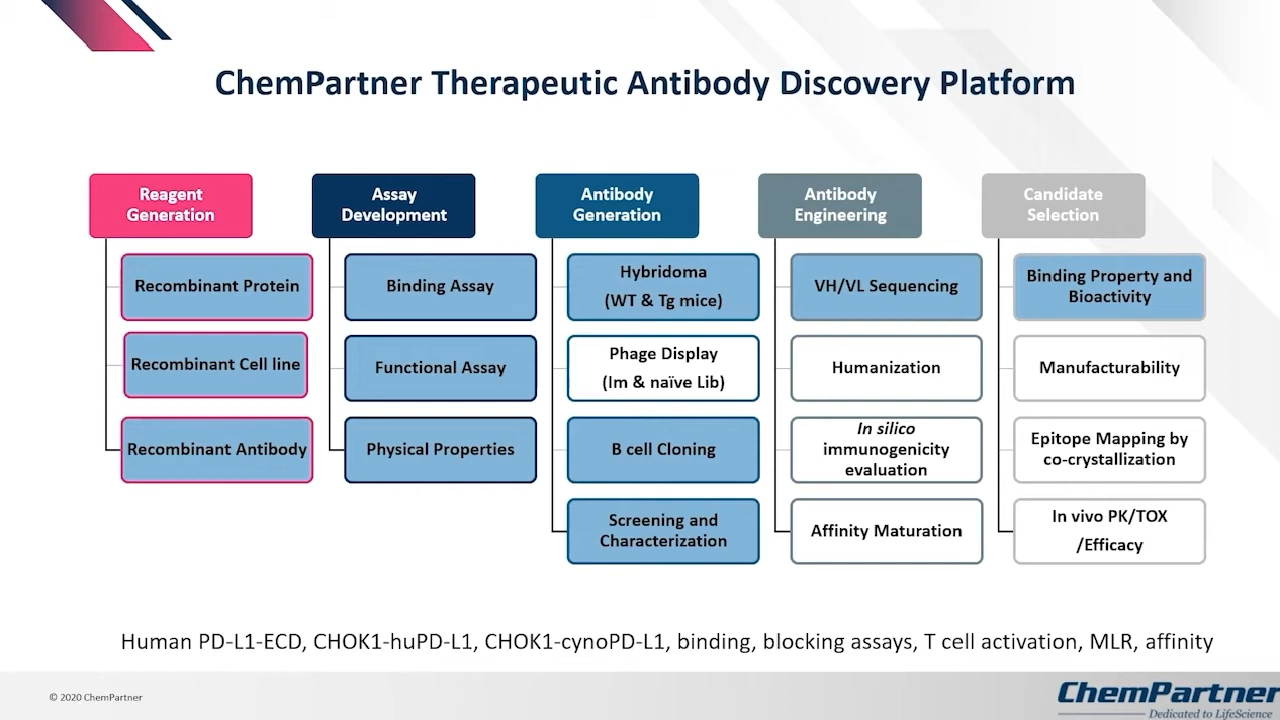 ChemPartner Therapeutic Antibody Discovery Platform
Reagent
Generation
Recombinant Protein
Recombinant Cell line
Recombinant Antibody
Assay
Development
Binding Assay
Functional Assay
Physical Properties
Antibody
Generation
Hybridoma
(WT & Tg mice)
Phage Display
(Im & naïve Lib)
B cell Cloning
Screening and
Characterization
Antibody
Engineering
VH/VL Sequencing
Humanization
In silico
immunogenicity
evaluation
Affinity Maturation
Candidate
Selection
Binding Property and
Bioactivity
Manufacturability
Epitope Mapping by
co-crystallization
In vivo PK/TOX
/Efficacy
Human PD-L1-ECD, CHOK1-huPD-L1, CHOK1-cynoPD-L1, binding, blocking assays, T cell activation, MLR, affinity
© 2020 ChemPartner
ChemPartner
Dedicated to LifeScience